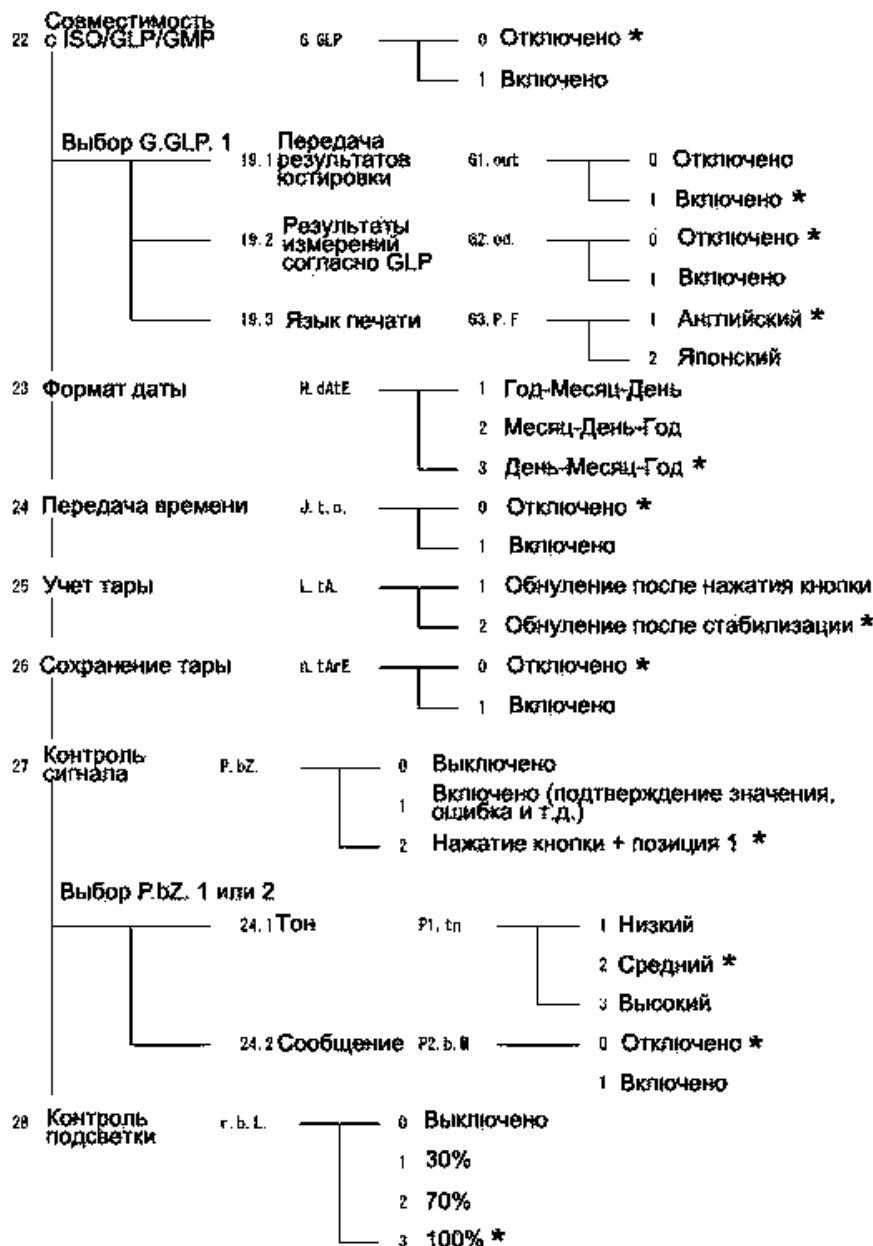 22 Совместимость с ISO/GLP/GMP G GLP 0 Отключено *
1 Включено
Выбор G.GLP. 1
19.1 Передача результатов юстировки G1.out 0 Отключено
1 Включено *
19.2 Результаты измерений согласно GLP G2.od. 0 Отключено *
1 Включено
19.3 Язык печати G3.P.F 1 Английский *
2 Японский
23 Формат даты H.dAtE 1 Год-Месяц-День
2 Месяц-День-Год
3 День-Месяц-Год *
24 Передача времени J.t.o. 0 Отключено *
1 Включено
25 Учет тары L.tA. 1 Обнуление после нажатия кнопки
2 Обнуление после стабилизации *
26 Сохранение тары n.tArE 0 Отключено *
1 Включено
27 Контроль сигнала P.bZ. 0 Выключено
1 Включено (подтверждение значения, ошибка и т.д.)
2 Нажатие кнопки + позиция 1 *
Выбор P.bZ. 1 или 2
24.1 Тон P1.tn 1 Низкий
2 Средний *
3 Высокий
24.2 Сообщение P2.b.M 0 Отключено *
1 Включено
28 Контроль подсветки r.b.L. 0 Выключено
1 30%
2 70%
3 100% *